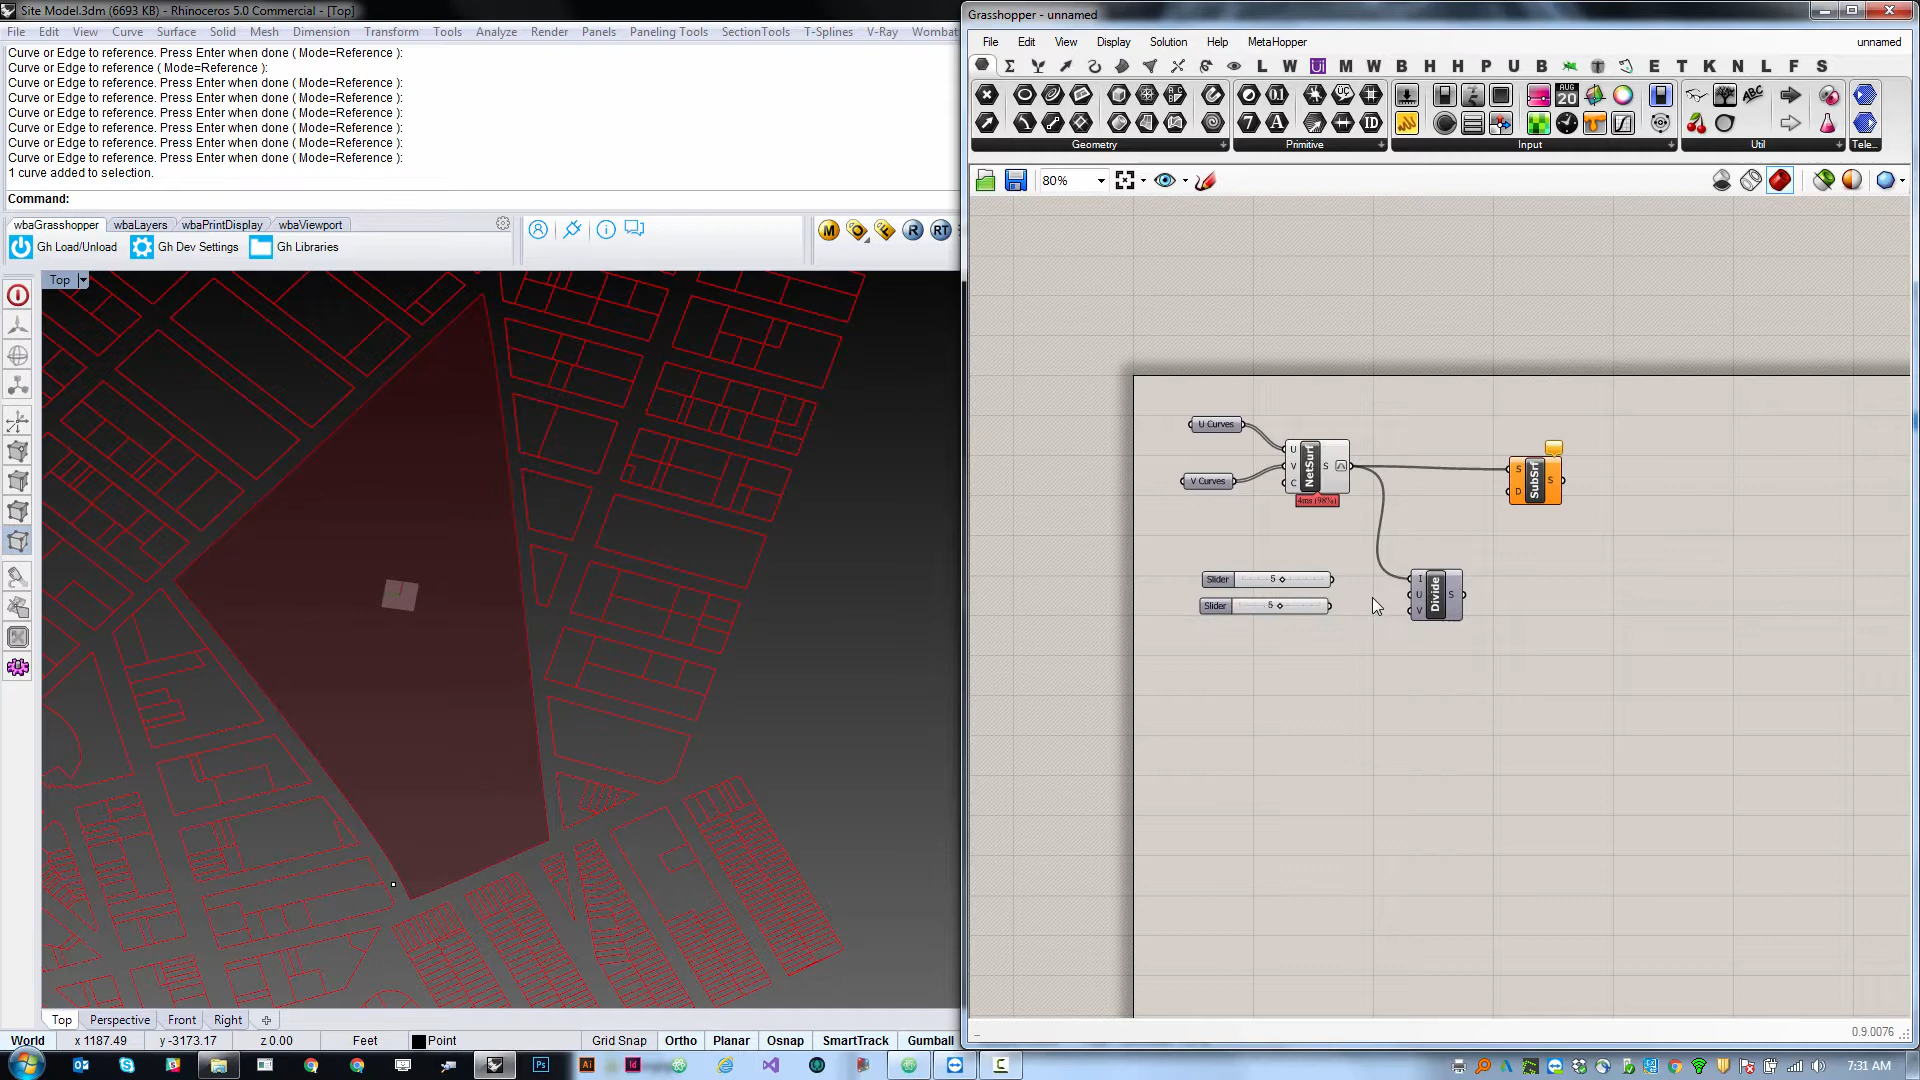 Site Model.3dm (6693 KB) - Rhinoceros 5.0 Commercial - [Top]
File Edit View Curve Surface Solid Mesh Dimension Transform Tools Analyze Render Panels Paneling Tools SectionTools T-Splines V-Ray Wombat
Curve or Edge to reference. Press Enter when done ( Mode=Reference ):
Curve or Edge to reference ( Mode=Reference ):
Curve or Edge to reference. Press Enter when done ( Mode=Reference ):
Curve or Edge to reference. Press Enter when done ( Mode=Reference ):
Curve or Edge to reference. Press Enter when done ( Mode=Reference ):
Curve or Edge to reference. Press Enter when done ( Mode=Reference ):
Curve or Edge to reference. Press Enter when done ( Mode=Reference ):
Curve or Edge to reference. Press Enter when done ( Mode=Reference ):
1 curve added to selection.
Command:
wbaGrasshopper wbaLayers wbaPrintDisplay wbaViewport
Gh Load/Unload Gh Dev Settings Gh Libraries
M O R RT
Top
Top Perspective Front Right
World x 1187.49 y -3173.17 z 0.00 Feet Point Grid Snap Ortho Planar Osnap SmartTrack Gumball
Grasshopper - unnamed
File Edit View Display Solution Help MetaHopper unnamed
L W M W B H H P U B T E T K N L F S
Geometry Primitive Input Util Tele...
80%
U Curves
V Curves
U V C NetSurf S
4ms (98%)
S D SubSrf S
Slider 5
Slider 5
I U V Divide S
0.9.0076
7:31 AM